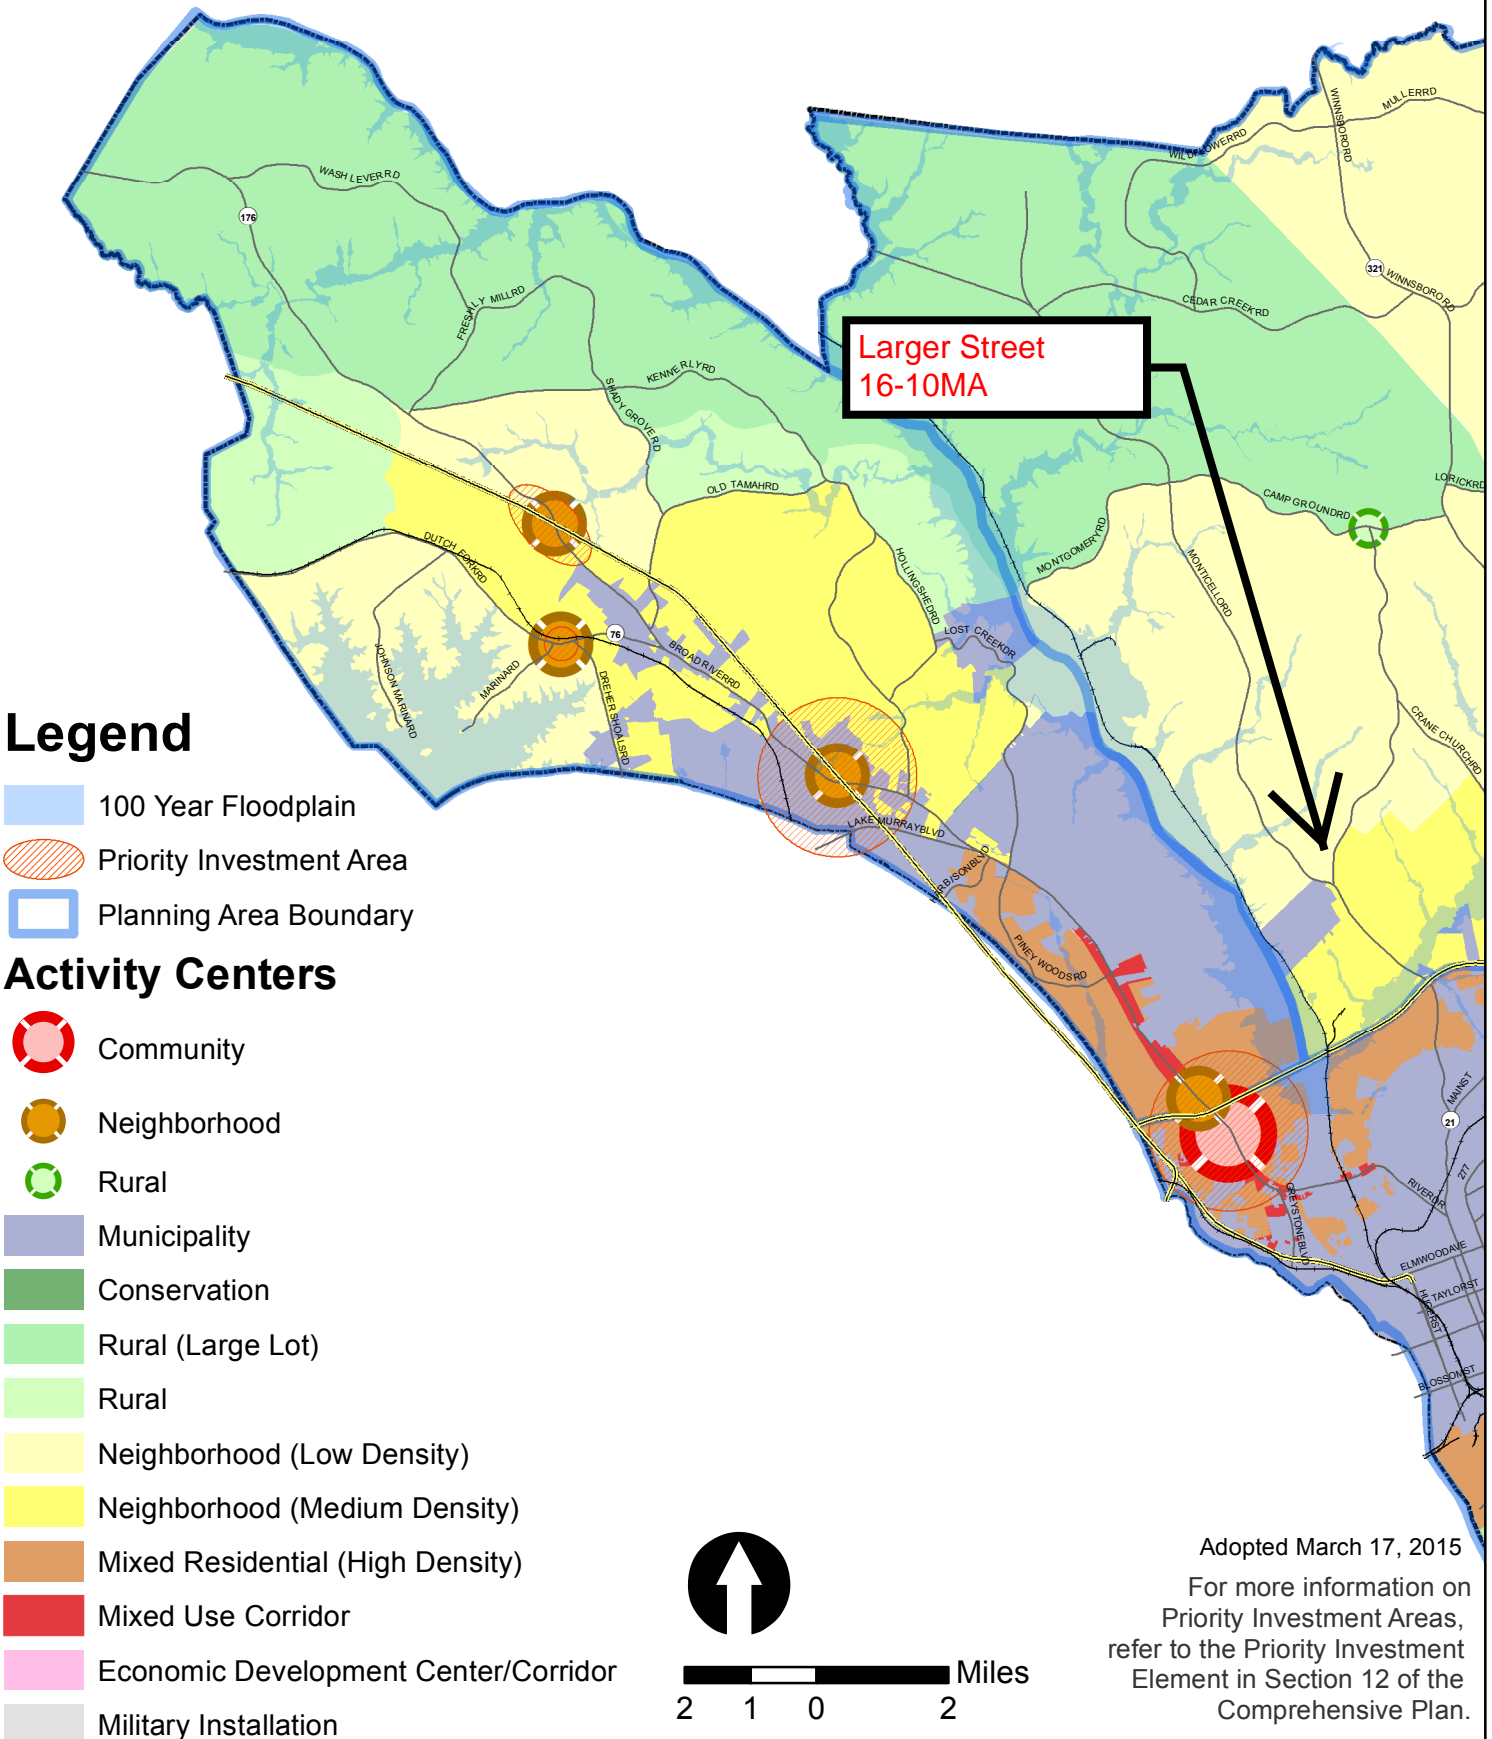 WASH LEVER RD
176
FRESHLY MILL RD
KENNERLY RD
SHADY GROVE RD
OLD TAMAH RD
HOLLINGSHED RD
DUTCH FORK RD
76
BROAD RIVER RD
LOST CREEK DR
JOHNSON MARINA RD
MARINA RD
DREHER SHOALS RD
LAKE MURRAY BLVD
PINEY WOODS RD
WILDFLOWER RD
MULLER RD
WINNSBORO RD
321
WINNSBORO RD
CEDAR CREEK RD
Larger Street
16-10MA
CAMP GROUND RD
LORICK RD
MONTGOMERY RD
MONTICELLO RD
CRANE CHURCH RD
MAIN ST
21
277
RIVER DR
GREYSTONE BLVD
ELMWOOD AVE
TAYLOR ST
HUGER ST
BLOSSOM ST
Legend
100 Year Floodplain
Priority Investment Area
Planning Area Boundary
Activity Centers
Community
Neighborhood
Rural
Municipality
Conservation
Rural (Large Lot)
Rural
Neighborhood (Low Density)
Neighborhood (Medium Density)
Mixed Residential (High Density)
Mixed Use Corridor
Economic Development Center/Corridor
Military Installation
Miles
2 1 0 2
Adopted March 17, 2015
For more information on
Priority Investment Areas,
refer to the Priority Investment
Element in Section 12 of the
Comprehensive Plan.